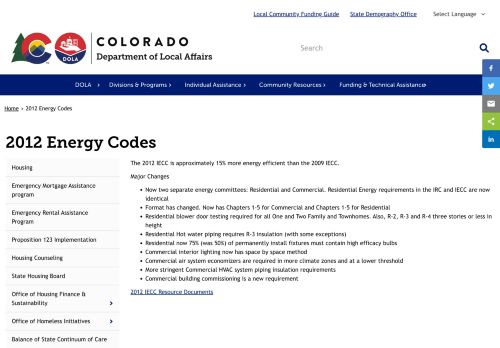 Local Community Funding Guide
State Demography Office
Select Language
COLORADO
Department of Local Affairs
DOLA
Search
DOLA
Divisions & Programs
Individual Assistance
Community Resources
Funding & Technical Assistance
Home > 2012 Energy Codes
2012 Energy Codes
Housing
Emergency Mortgage Assistance
program
Emergency Rental Assistance
Program
Proposition 123 Implementation
Housing Counseling
State Housing Board
Office of Housing Finance &
Sustainability
Office of Homeless Initiatives
Balance of State Continuum of Care
The 2012 IECC is approximately 15% more energy efficient than the 2009 IECC.
Major Changes
• Now two separate energy committees: Residential and Commercial. Residential Energy requirements in the IRC and IECC are now
identical
• Format has changed. Now has Chapters 1-5 for Commercial and Chapters 1-5 for Residential
• Residential blower door testing required for all One and Two Family and Townhomes. Also, R-2, R-3 and R-4 three stories or less in
height
• Residential Hot water piping requires R-3 insulation (with some exceptions)
• Residential now 75% (was 50%) of permanently install fixtures must contain high efficacy bulbs
• Commercial interior lighting now has space by space method
• Commercial air system economizers are required in more climate zones and at a lower threshold
• More stringent Commercial HVAC system piping insulation requirements
• Commercial building commissioning is a new requirement
2012 IECC Resource Documents